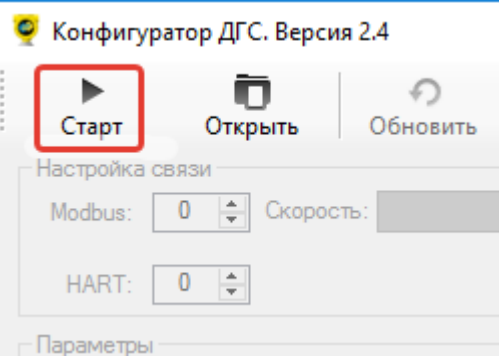 Конфигуратор ДГС. Версия 2.4
Старт Открыть Обновить
Настройка связи
Modbus: 0 Скорость:
HART: 0
Параметры